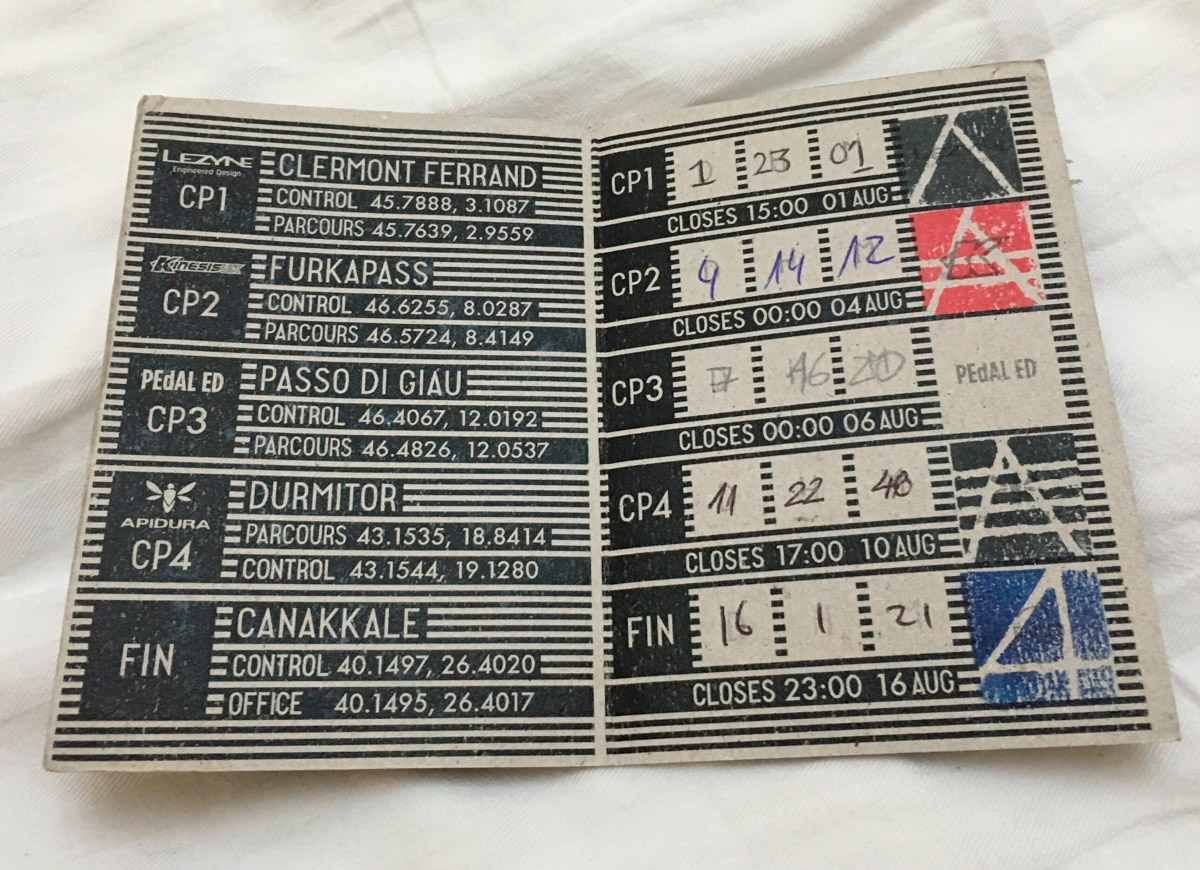 LEZYNE
Engineered Design
CP1
CLERMONT FERRAND
CONTROL 45.7888, 3.1087
PARCOURS 45.7639, 2.9559
KINESIS
CP2
FURKAPASS
CONTROL 46.6255, 8.0287
PARCOURS 46.5724, 8.4149
PEdAL ED
CP3
PASSO DI GIAU
CONTROL 46.4067, 12.0192
PARCOURS 46.4826, 12.0537
APIDURA
CP4
DURMITOR
PARCOURS 43.1535, 18.8414
CONTROL 43.1544, 19.1280
FIN
CANAKKALE
CONTROL 40.1497, 26.4020
OFFICE 40.1495, 26.4017
CP1 1 23 01
CLOSES 15:00 01 AUG
CP2 4 14 12
CLOSES 00:00 04 AUG
CP3 7 16 20
PEdAL ED
CLOSES 00:00 06 AUG
CP4 11 22 48
CLOSES 17:00 10 AUG
FIN 16 1 21
CLOSES 23:00 16 AUG